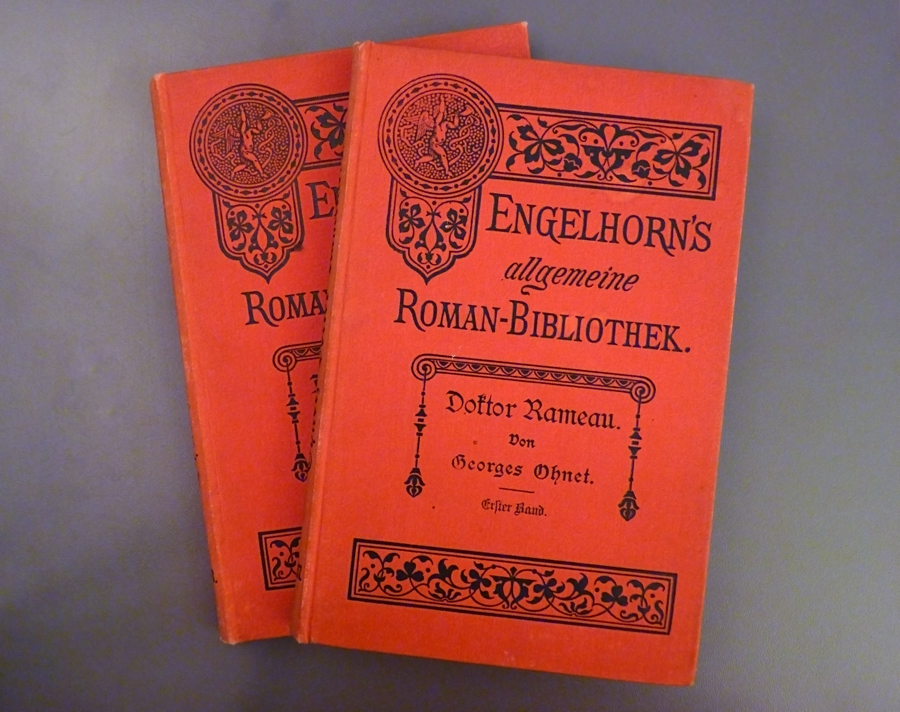 ENGELHORN'S
allgemeine
ROMAN-BIBLIOTHEK.
Doktor Rameau.
Von
Georges Ohnet.
Erster Band.